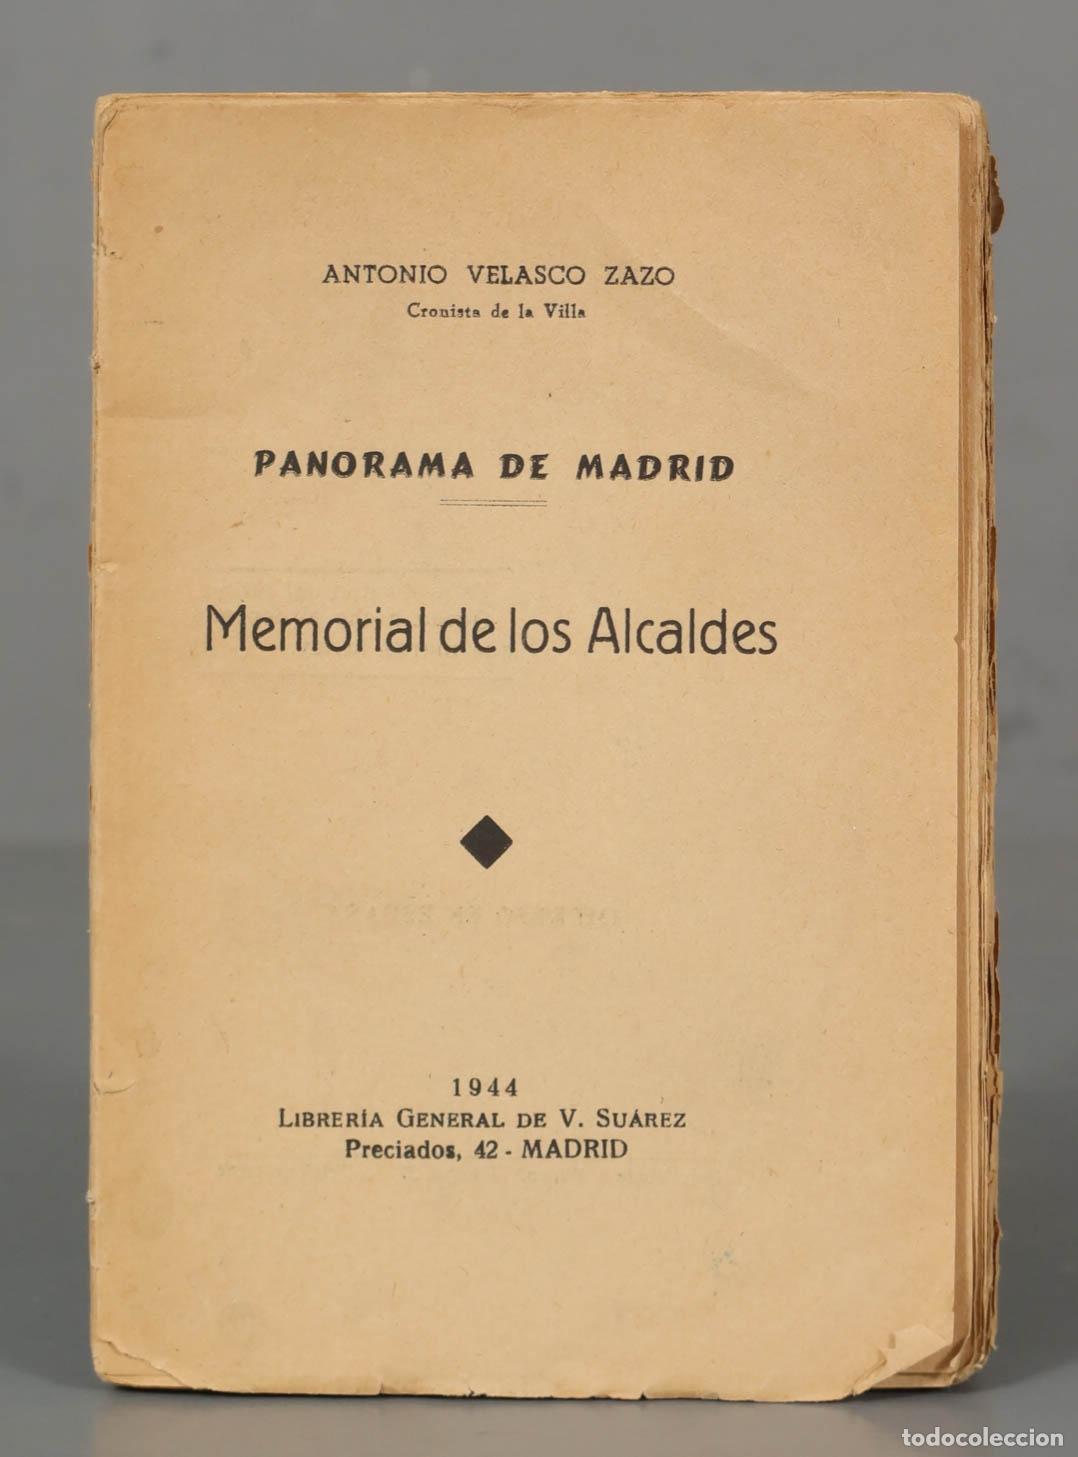 ANTONIO VELASCO ZAZO
Cronista de la Villa
PANORAMA DE MADRID
Memorial de los Alcaldes
1944
LIBRERÍA GENERAL DE V. SUÁREZ
Preciados, 42 - MADRID
todocoleccion